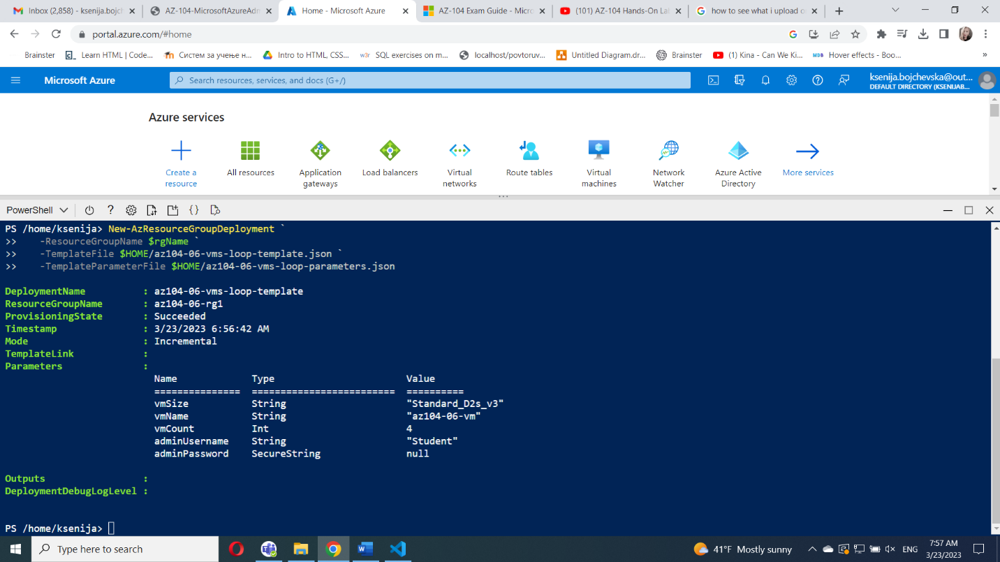 Inbox (2,858) - ksenija.bojch
AZ-104-MicrosoftAzureAdm
Home - Microsoft Azure
AZ-104 Exam Guide - Micro
(101) AZ-104 Hands-On Lab
how to see what i upload o
portal.azure.com/#home
Brainster
Learn HTML | Code...
Систем за учење н...
Intro to HTML, CSS...
w3r SQL exercises on m...
localhost/povtoruv...
Untitled Diagram.dr...
Brainster
(1) Kina - Can We Ki...
MDB Hover effects - Boo...
»
Microsoft Azure
Search resources, services, and docs (G+/)
ksenija.bojchevska@out...
DEFAULT DIRECTORY (KSENIJAB...
Azure services
Create a resource
All resources
Application gateways
Load balancers
Virtual networks
Route tables
Virtual machines
Network Watcher
Azure Active Directory
More services
PowerShell
PS /home/ksenija> New-AzResourceGroupDeployment `
>>    -ResourceGroupName $rgName `
>>    -TemplateFile $HOME/az104-06-vms-loop-template.json `
>>    -TemplateParameterFile $HOME/az104-06-vms-loop-parameters.json
DeploymentName          : az104-06-vms-loop-template
ResourceGroupName       : az104-06-rg1
ProvisioningState       : Succeeded
Timestamp               : 3/23/2023 6:56:42 AM
Mode                    : Incremental
TemplateLink            :
Parameters              :
Name             Type                       Value
===============  =========================  ==========
vmSize           String                     "Standard_D2s_v3"
vmName           String                     "az104-06-vm"
vmCount          Int                        4
adminUsername    String                     "Student"
adminPassword    SecureString               null
Outputs                 :
DeploymentDebugLogLevel :
PS /home/ksenija>
Type here to search
41°F Mostly sunny
ENG
7:57 AM
3/23/2023